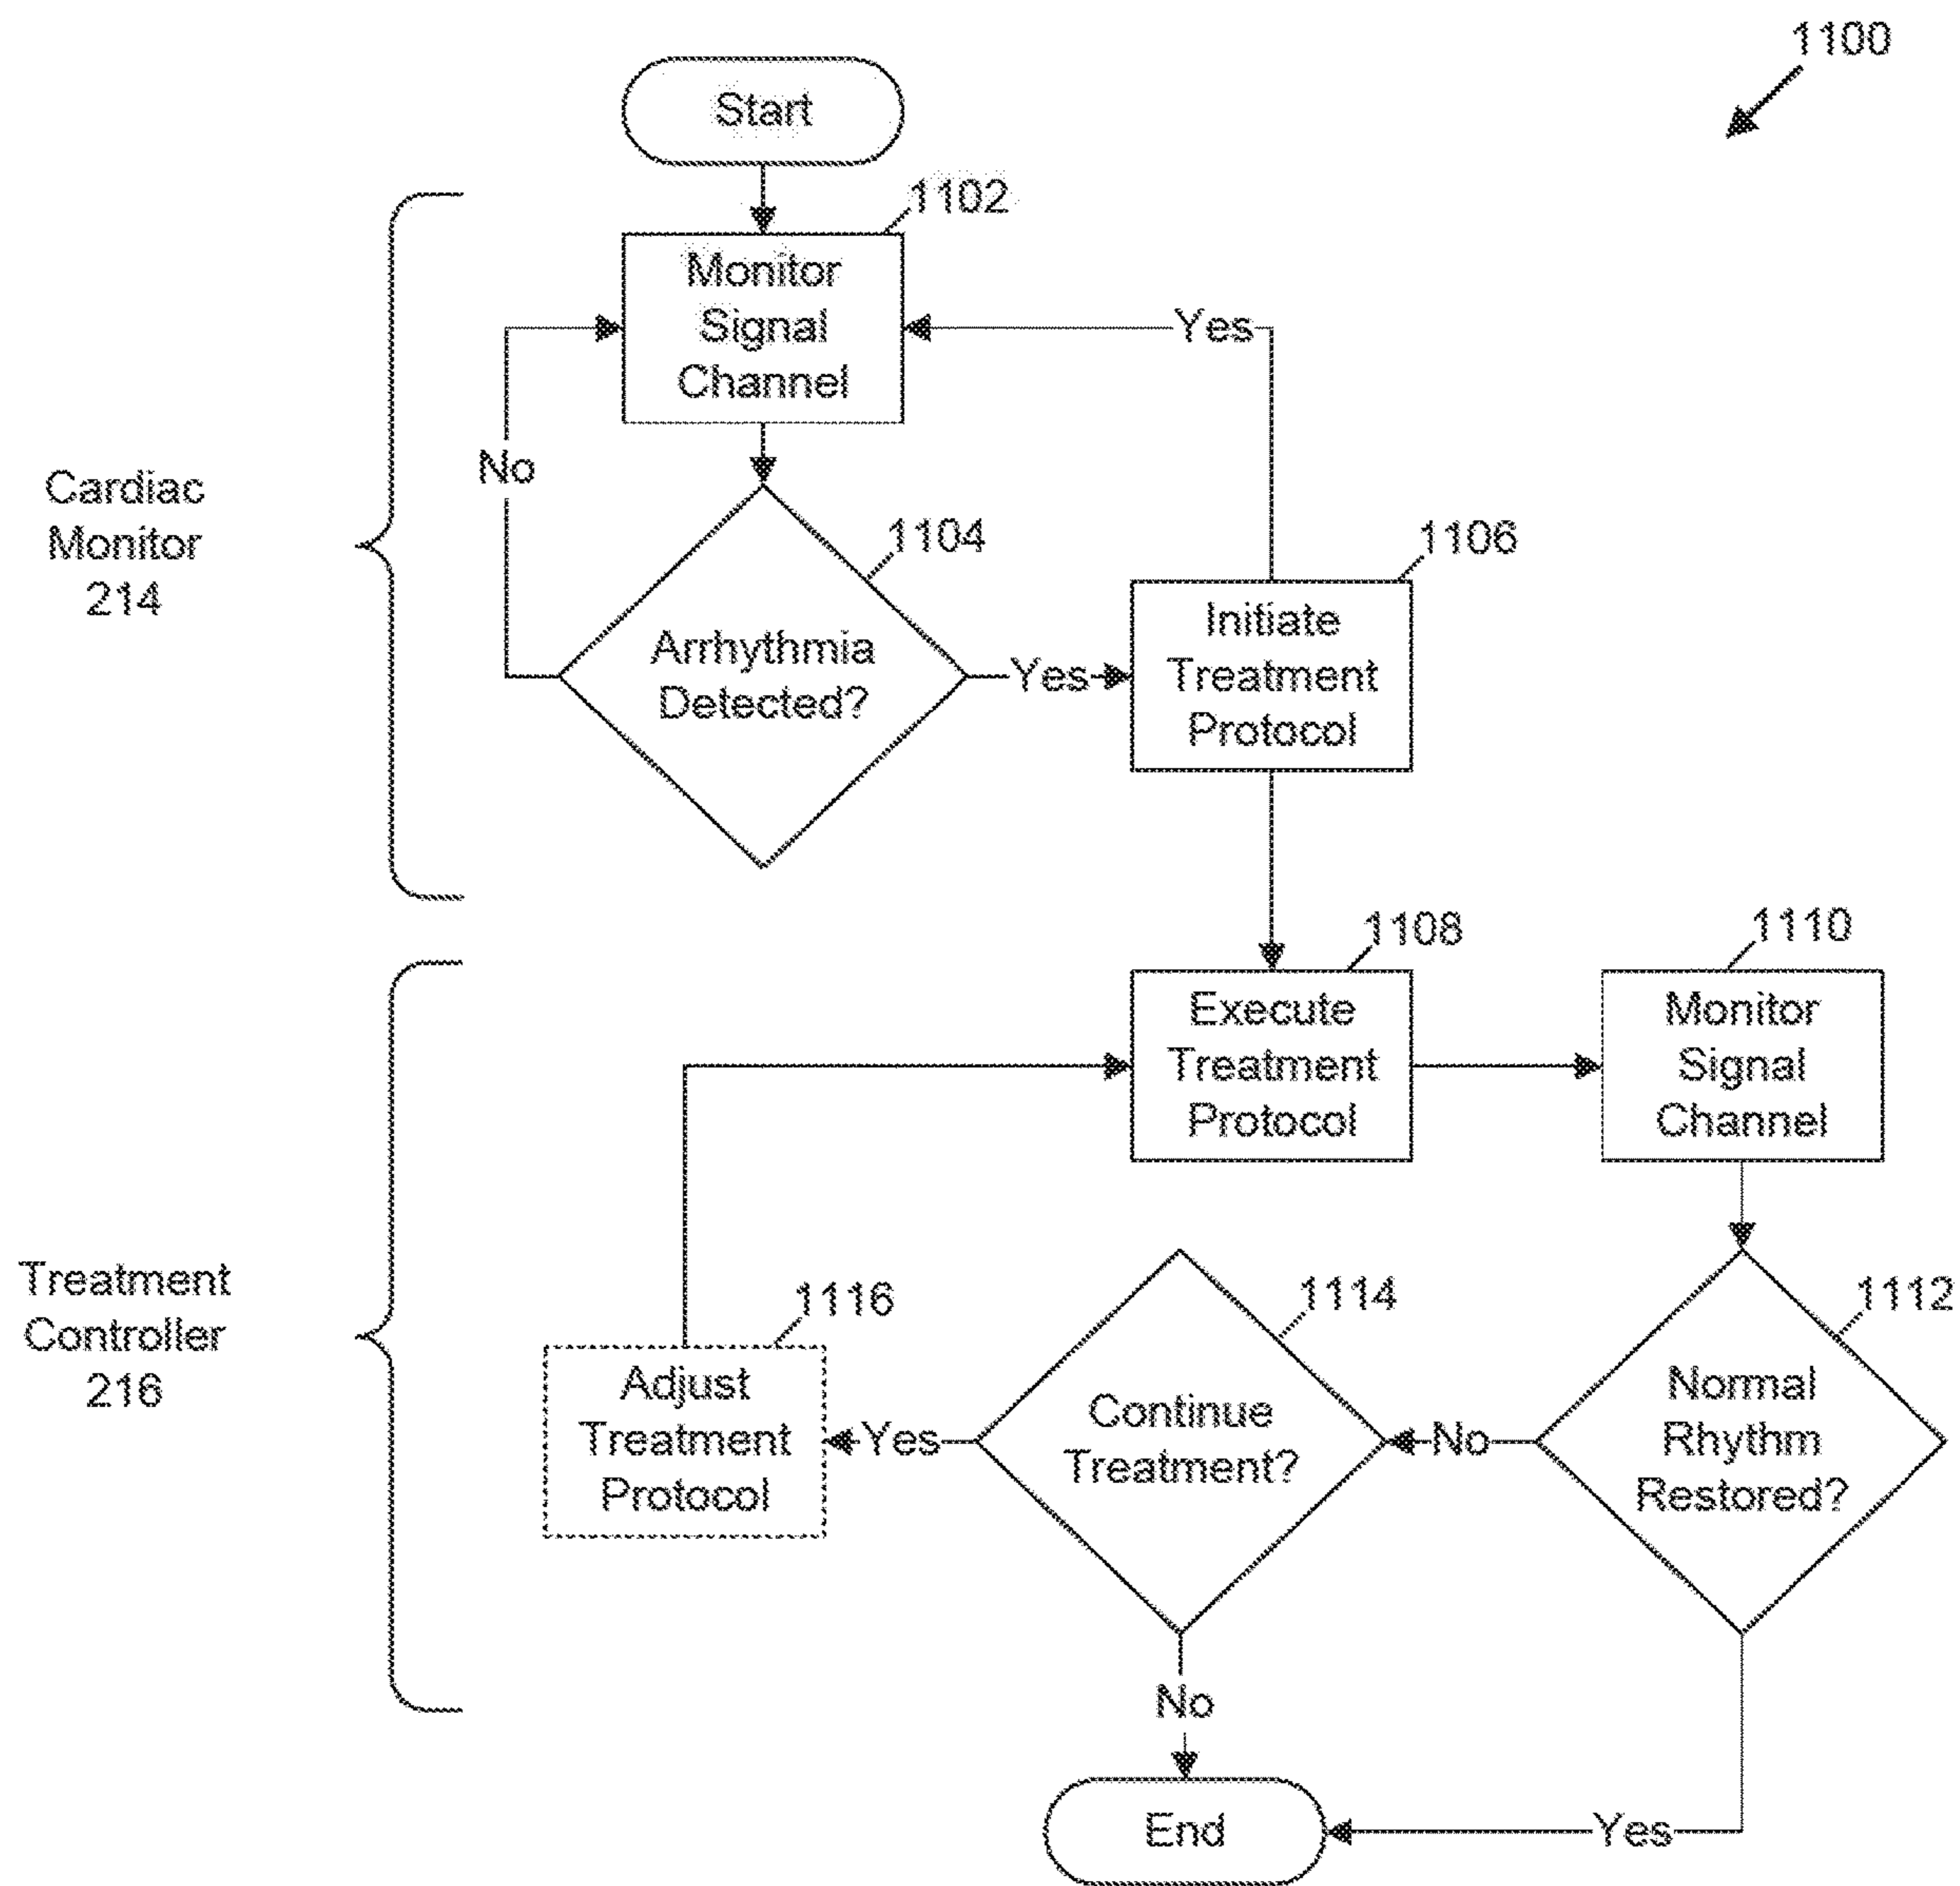 1100
Start
1102
Monitor
Signal
Channel
Yes
No
Cardiac
Monitor
214
1104
Arrhythmia
Detected?
Yes
1106
Initiate
Treatment
Protocol
1108
Execute
Treatment
Protocol
1110
Monitor
Signal
Channel
Treatment
Controller
216
1116
Adjust
Treatment
Protocol
Yes
1114
Continue
Treatment?
No
1112
Normal
Rhythm
Restored?
No
End
Yes